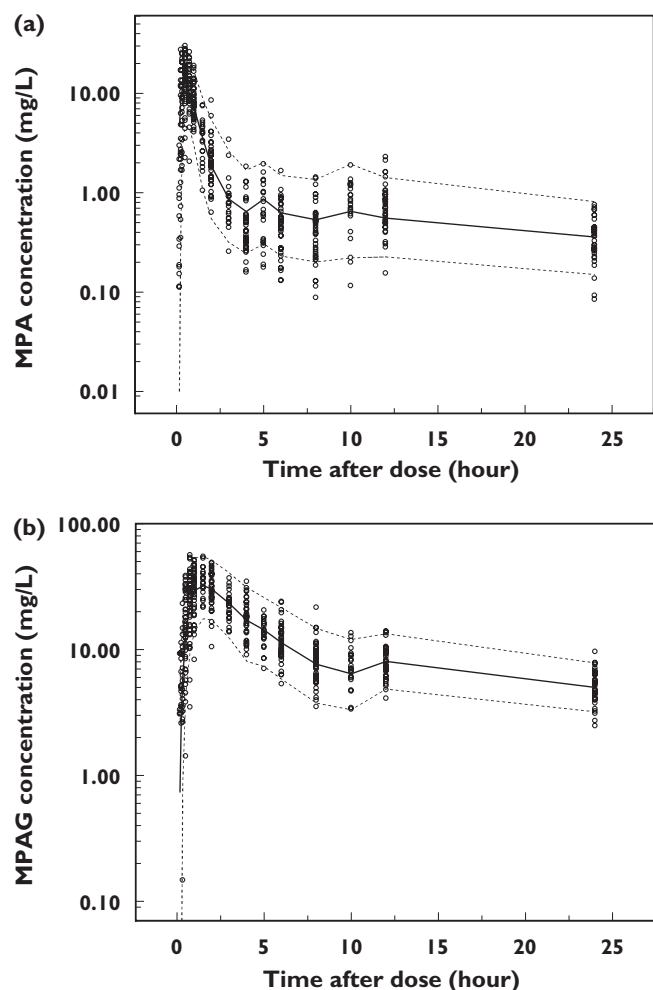 (a)
10.00
1.00
0.10
0.01
MPA concentration (mg/L)
0 5 10 15 20 25
Time after dose (hour)
(b)
100.00
10.00
1.00
0.10
MPAG concentration (mg/L)
0 5 10 15 20 25
Time after dose (hour)